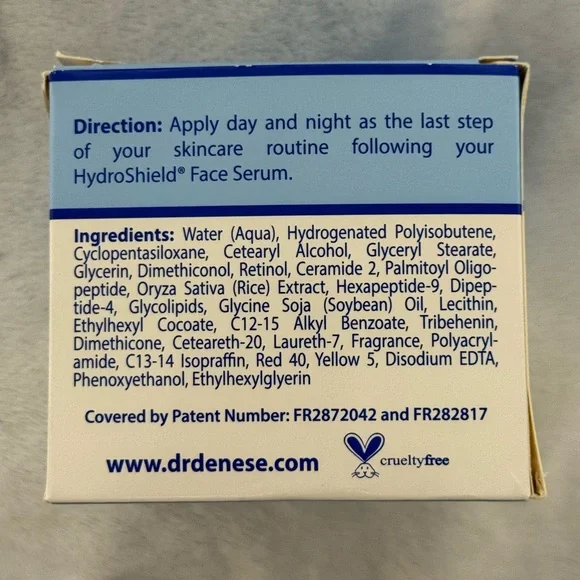 Direction: Apply day and night as the last step
of your skincare routine following your
HydroShield® Face Serum.
Ingredients: Water (Aqua), Hydrogenated Polyisobutene,
Cyclopentasiloxane, Cetearyl Alcohol, Glyceryl Stearate,
Glycerin, Dimethiconol, Retinol, Ceramide 2, Palmitoyl Oligo-
peptide, Oryza Sativa (Rice) Extract, Hexapeptide-9, Dipep-
tide-4, Glycolipids, Glycine Soja (Soybean) Oil, Lecithin,
Ethylhexyl Cocoate, C12-15 Alkyl Benzoate, Tribehenin,
Dimethicone, Ceteareth-20, Laureth-7, Fragrance, Polyacryl-
amide, C13-14 Isopraffin, Red 40, Yellow 5, Disodium EDTA,
Phenoxyethanol, Ethylhexylglyerin
Covered by Patent Number: FR2872042 and FR282817
www.drdenese.com
crueltyfree